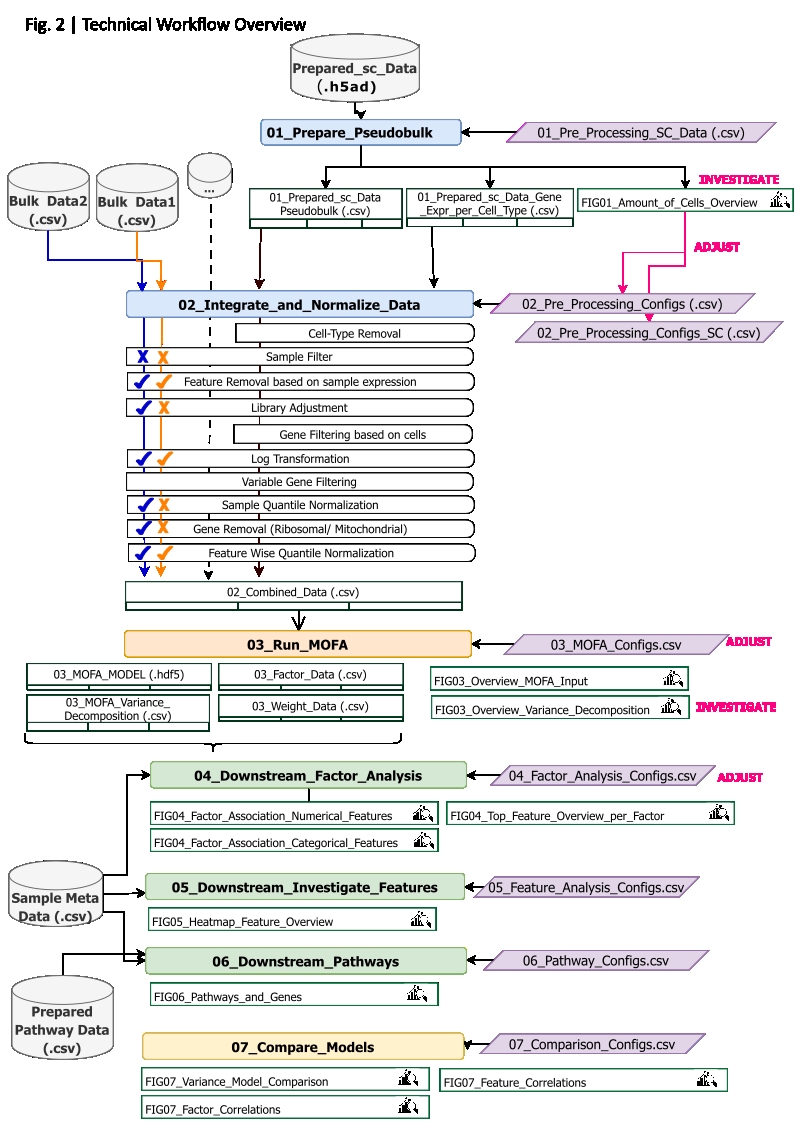 Fig. 2 | Technical Workflow Overview
Prepared_sc_Data
(.h5ad)
01_Prepare_Pseudobulk
01_Pre_Processing_SC_Data (.csv)
Bulk Data2
(.csv)
Bulk Data1
(.csv)
...
INVESTIGATE
01_Prepared_sc_Data
Pseudobulk (.csv)
01_Prepared_sc_Data_Gene
_Expr_per_Cell_Type (.csv)
FIG01_Amount_of_Cells_Overview
ADJUST
02_Integrate_and_Normalize_Data
02_Pre_Processing_Configs (.csv)
02_Pre_Processing_Configs_SC (.csv)
Cell-Type Removal
X X Sample Filter
✓ ✓ Feature Removal based on sample expression
✓ X Library Adjustment
Gene Filtering based on cells
✓ ✓ Log Transformation
Variable Gene Filtering
✓ X Sample Quantile Normalization
✓ X Gene Removal (Ribosomal/ Mitochondrial)
✓ ✓ Feature Wise Quantile Normalization
02_Combined_Data (.csv)
03_Run_MOFA
03_MOFA_Configs.csv
ADJUST
03_MOFA_MODEL (.hdf5)
03_Factor_Data (.csv)
FIG03_Overview_MOFA_Input
03_MOFA_Variance_
Decomposition (.csv)
03_Weight_Data (.csv)
FIG03_Overview_Variance_Decomposition
INVESTIGATE
04_Downstream_Factor_Analysis
04_Factor_Analysis_Configs.csv
ADJUST
FIG04_Factor_Association_Numerical_Features
FIG04_Top_Feature_Overview_per_Factor
FIG04_Factor_Association_Categorical_Features
Sample Meta
Data (.csv)
05_Downstream_Investigate_Features
05_Feature_Analysis_Configs.csv
FIG05_Heatmap_Feature_Overview
06_Downstream_Pathways
06_Pathway_Configs.csv
FIG06_Pathways_and_Genes
Prepared
Pathway Data
(.csv)
07_Compare_Models
07_Comparison_Configs.csv
FIG07_Variance_Model_Comparison
FIG07_Feature_Correlations
FIG07_Factor_Correlations